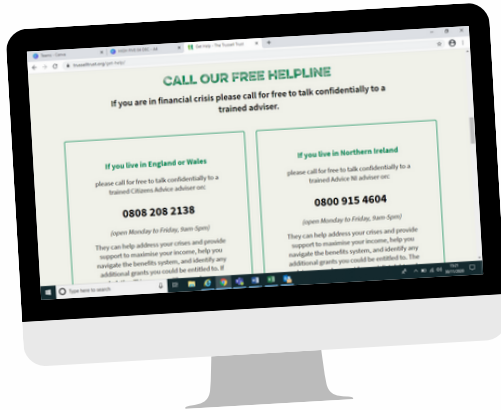 Get Help - The Trussell Trust
CALL OUR FREE HELPLINE
If you are in financial crisis please call for free to talk confidentially to a
trained adviser.
If you live in England or Wales
please call for free to talk confidentially to a
trained Citizens Advice adviser on:
0808 208 2138
(open Monday to Friday, 9am-5pm)
They can help address your crises and provide
support to maximise your income, help you
navigate the benefits system, and identify any
additional grants you could be entitled to. If
If you live in Northern Ireland
please call for free to talk confidentially to a
trained Advice NI adviser on:
0800 915 4604
(open Monday to Friday, 9am-5pm)
They can help address your crises and provide
support to maximise your income, help you
navigate the benefits system, and identify any
additional grants you could be entitled to. The
Type here to search